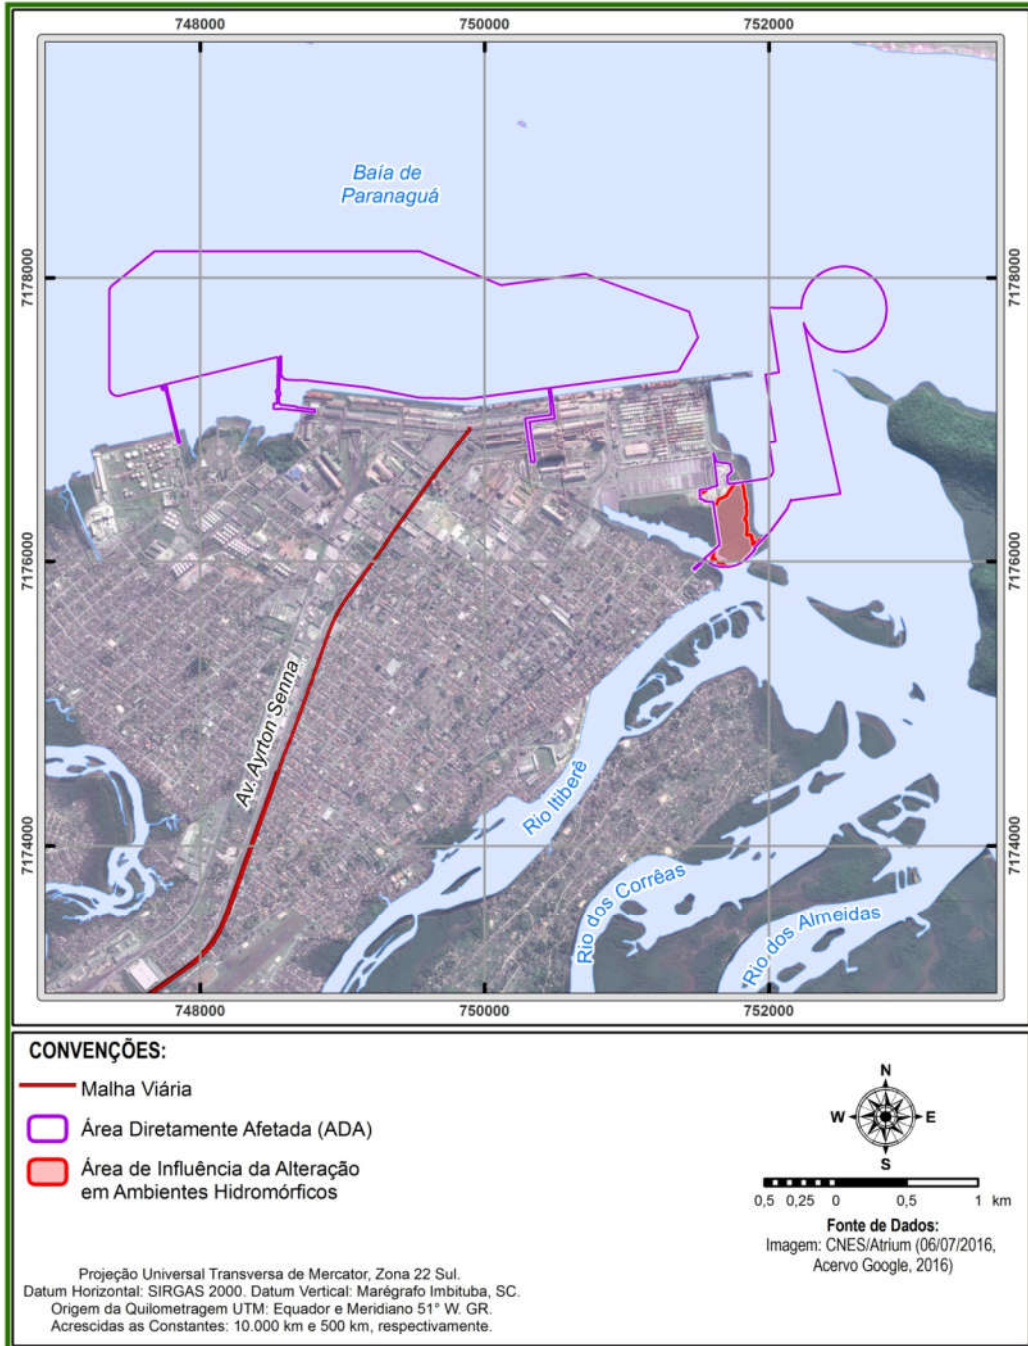 748000 750000 752000
Baía de
Paranaguá
7178000 7178000
7176000 7176000
Av. Ayrton Senna
Rio Itiberê
7174000 7174000
Rio dos Corrêas
Rio dos Almeidas
748000 750000 752000
CONVENÇÕES:
Malha Viária
Área Diretamente Afetada (ADA)
Área de Influência da Alteração
em Ambientes Hidromórficos
N
W E
S
0,5 0,25 0 0,5 1 km
Fonte de Dados:
Imagem: CNES/Atrium (06/07/2016,
Acervo Google, 2016)
Projeção Universal Transversa de Mercator, Zona 22 Sul.
Datum Horizontal: SIRGAS 2000. Datum Vertical: Marégrafo Imbituba, SC.
Origem da Quilometragem UTM: Equador e Meridiano 51° W. GR.
Acrescidas as Constantes: 10.000 km e 500 km, respectivamente.